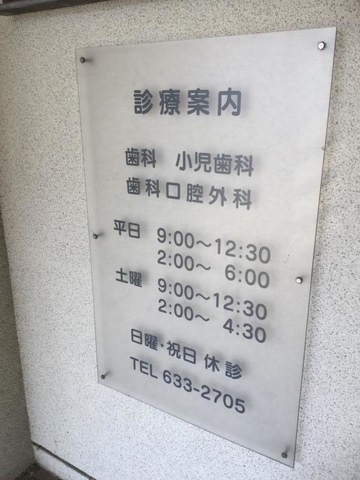 診療案内
歯科 小児歯科
歯科口腔外科
平日 9:00～12:30
2:00～ 6:00
土曜 9:00～12:30
2:00～ 4:30
日曜・祝日 休診
TEL 633-2705